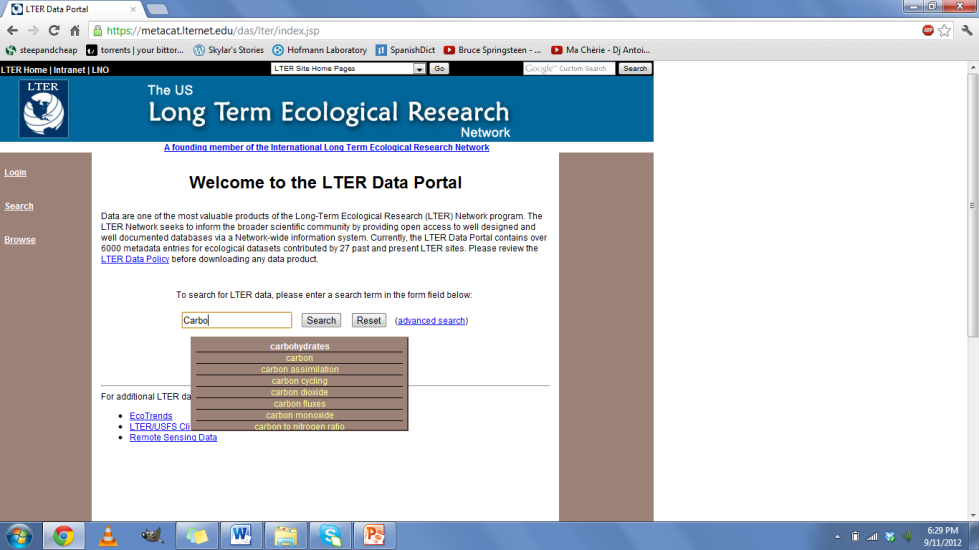 LTER Data Portal
https://metacat.lternet.edu/das/lter/index.jsp
steepandcheap torrents | your bittor... Skylar's Stories Hofmann Laboratory SpanishDict Bruce Springsteen - ... Ma Chèrie - Dj Antoi...
LTER Home | Intranet | LNO LTER Site Home Pages Go Google™ Custom Search Search
LTER
The US
Long Term Ecological Research
Network
A founding member of the International Long Term Ecological Research Network
Login
Search
Browse
Welcome to the LTER Data Portal
Data are one of the most valuable products of the Long-Term Ecological Research (LTER) Network program. The
LTER Network seeks to inform the broader scientific community by providing open access to well designed and
well documented databases via a Network-wide information system. Currently, the LTER Data Portal contains over
6000 metadata entries for ecological datasets contributed by 27 past and present LTER sites. Please review the
LTER Data Policy before downloading any data product.
To search for LTER data, please enter a search term in the form field below:
Carbo Search Reset (advanced search)
carbohydrates
carbon
carbon assimilation
carbon cycling
carbon dioxide
carbon fluxes
carbon monoxide
carbon to nitrogen ratio
For additional LTER da
EcoTrends
LTER/USFS Cli
Remote Sensing Data
6:29 PM
9/11/2012